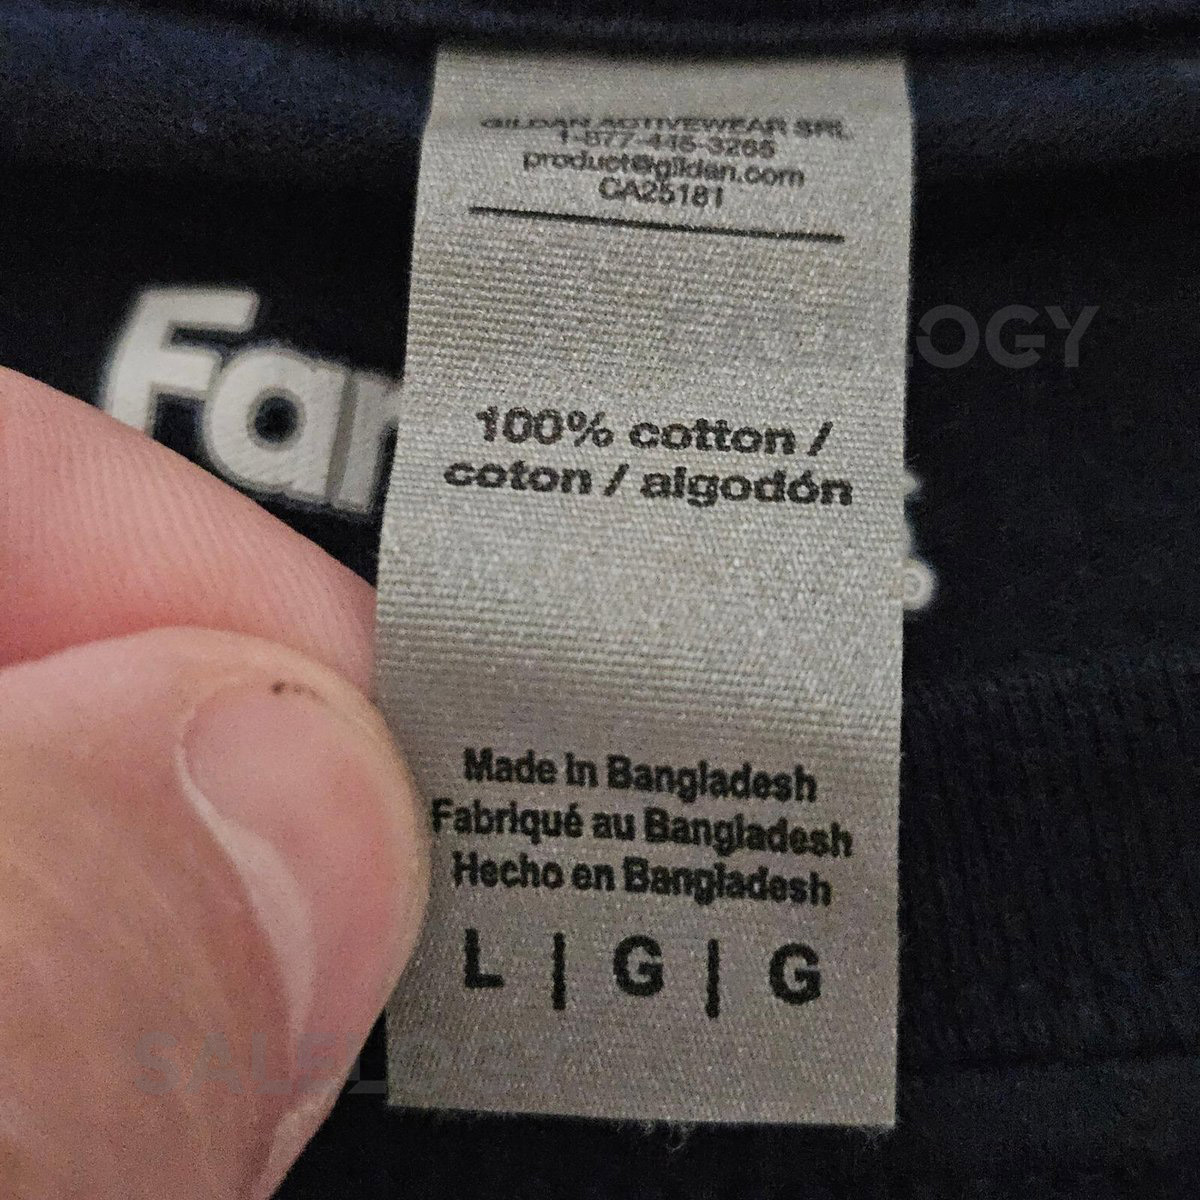 GILDAN ACTIVEWEAR SRL
1-877-445-3265
product@gildan.com
CA25181
100% cotton /
coton / algodón
Made in Bangladesh
Fabriqué au Bangladesh
Hecho en Bangladesh
L | G | G